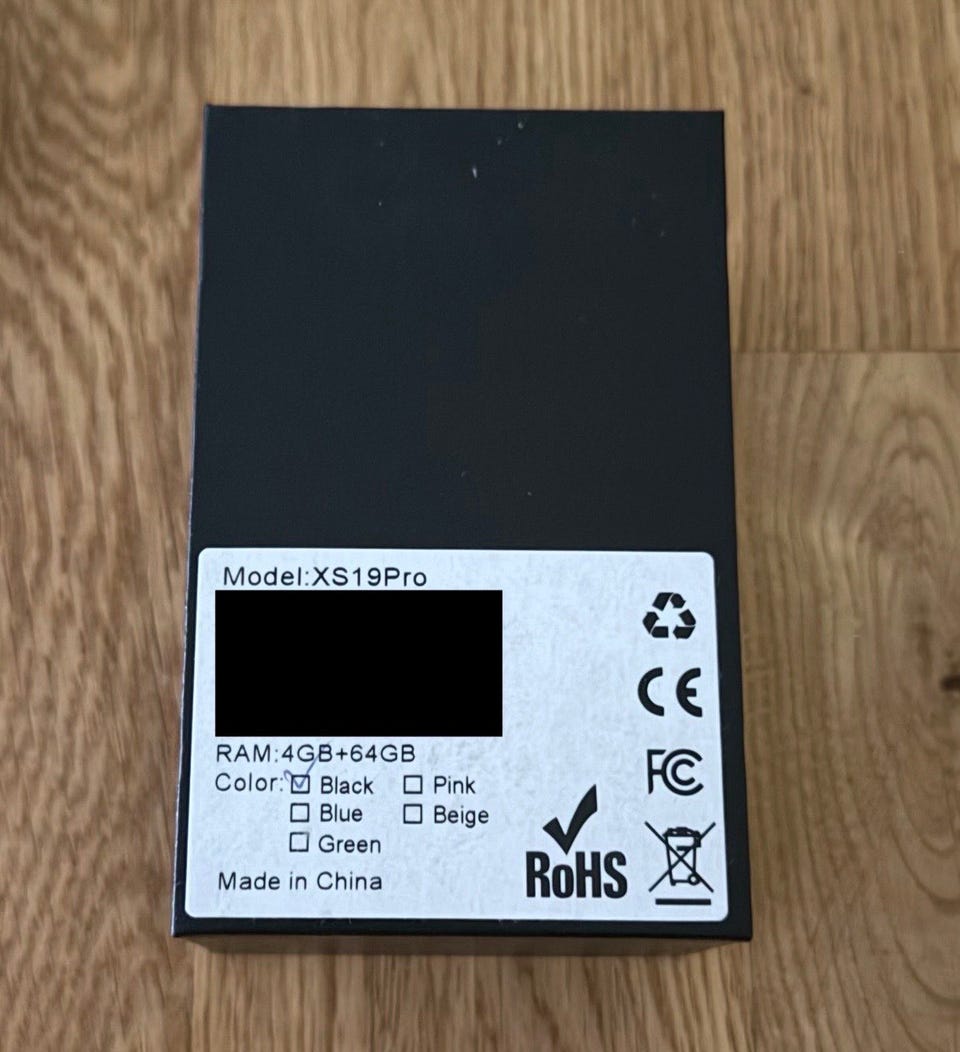 Model:XS19Pro
RAM:4GB+64GB
Color: Black Pink
Blue Beige
Green
Made in China
CE
FC
RoHS